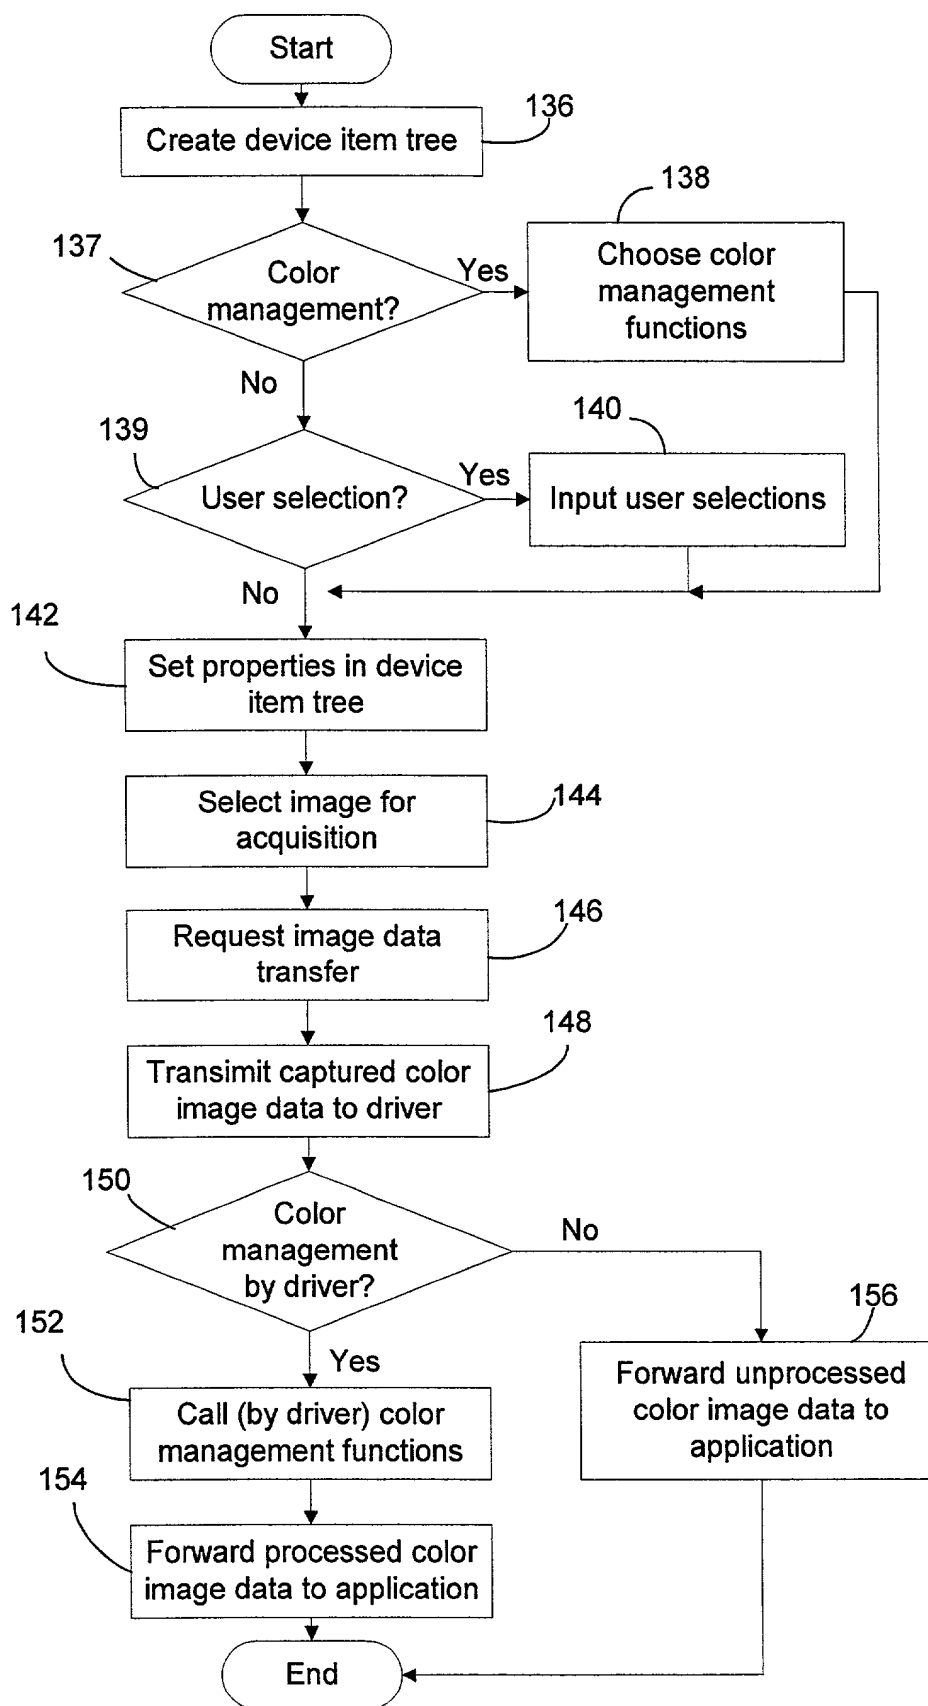 Start
136
Create device item tree
138
137
Color
management?
Yes
Choose color
management
functions
No
140
139
User selection?
Yes
Input user selections
No
142
Set properties in device
item tree
Select image for
acquisition
144
146
Request image data
transfer
148
Transimit captured color
image data to driver
150
Color
management
by driver?
No
156
152
Yes
Forward unprocessed
color image data to
application
Call (by driver) color
management functions
154
Forward processed color
image data to application
End